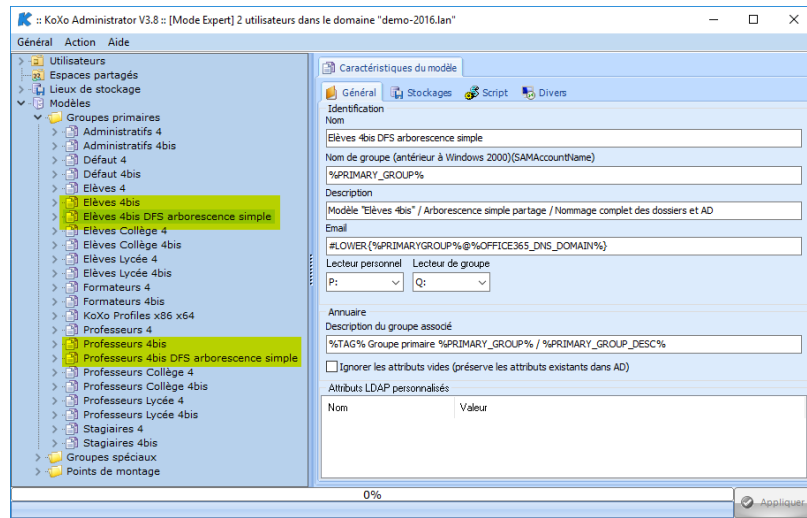 :: KoXo Administrator V3.8 :: [Mode Expert] 2 utilisateurs dans le domaine "demo-2016.lan"
Général Action Aide
Utilisateurs
Espaces partagés
Lieux de stockage
Modèles
Groupes primaires
Administratifs 4
Administratifs 4bis
Défaut 4
Défaut 4bis
Elèves 4
Elèves 4bis
Elèves 4bis DFS arborescence simple
Elèves Collège 4
Elèves Collège 4bis
Elèves Lycée 4
Elèves Lycée 4bis
Formateurs 4
Formateurs 4bis
KoXo Profiles x86 x64
Professeurs 4
Professeurs 4bis
Professeurs 4bis DFS arborescence simple
Professeurs Collège 4
Professeurs Collège 4bis
Professeurs Lycée 4
Professeurs Lycée 4bis
Stagiaires 4
Stagiaires 4bis
Groupes spéciaux
Points de montage
Caractéristiques du modèle
Général Stockages Script Divers
Identification
Nom
Elèves 4bis DFS arborescence simple
Nom de groupe (antérieur à Windows 2000)(SAMAccountName)
%PRIMARY_GROUP%
Description
Modèle "Elèves 4bis" / Arborescence simple partage / Nommage complet des dossiers et AD
Email
#LOWER{%PRIMARYGROUP%@%OFFICE365_DNS_DOMAIN%}
Lecteur personnel Lecteur de groupe
P: Q:
Annuaire
Description du groupe associé
%TAG% Groupe primaire %PRIMARY_GROUP% / %PRIMARY_GROUP_DESC%
Ignorer les attributs vides (préserve les attributs existants dans AD)
Attributs LDAP personnalisés
Nom Valeur
0%
Appliquer